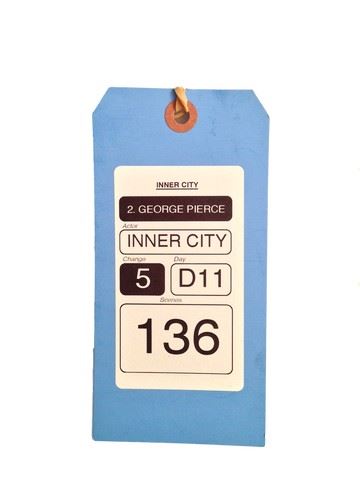 INNER CITY
2. GEORGE PIERCE
Actor
INNER CITY
Change Day
5 D11
Scenes
136